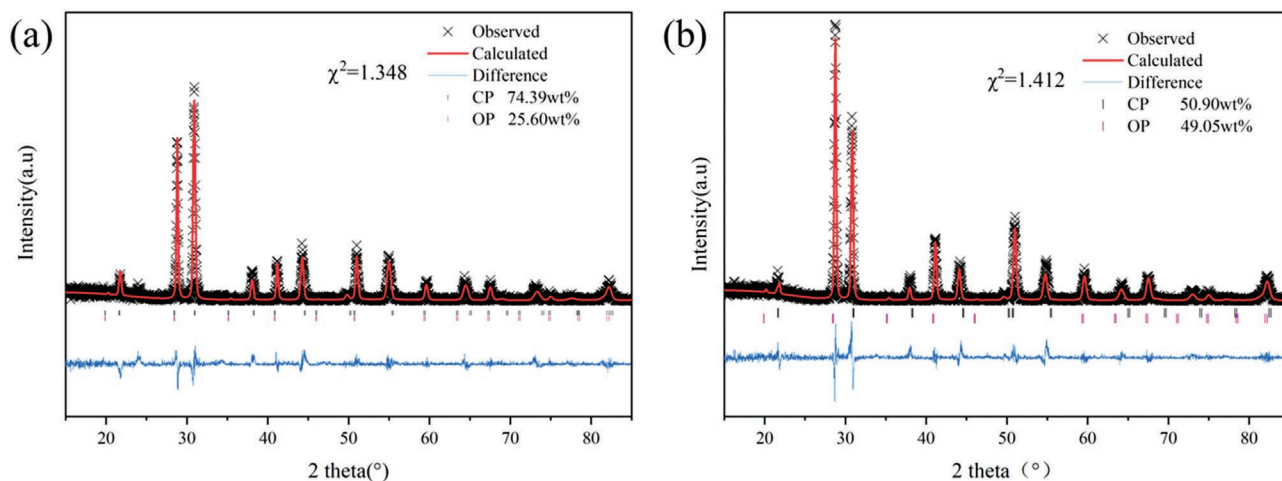 (a)
× Observed
Calculated
χ²=1.348
Difference
CP 74.39wt%
OP 25.60wt%
Intensity(a.u)
20 30 40 50 60 70 80
2 theta(°)
(b)
× Observed
Calculated
χ²=1.412
Difference
CP 50.90wt%
OP 49.05wt%
Intensity(a.u)
20 30 40 50 60 70 80
2 theta（°）